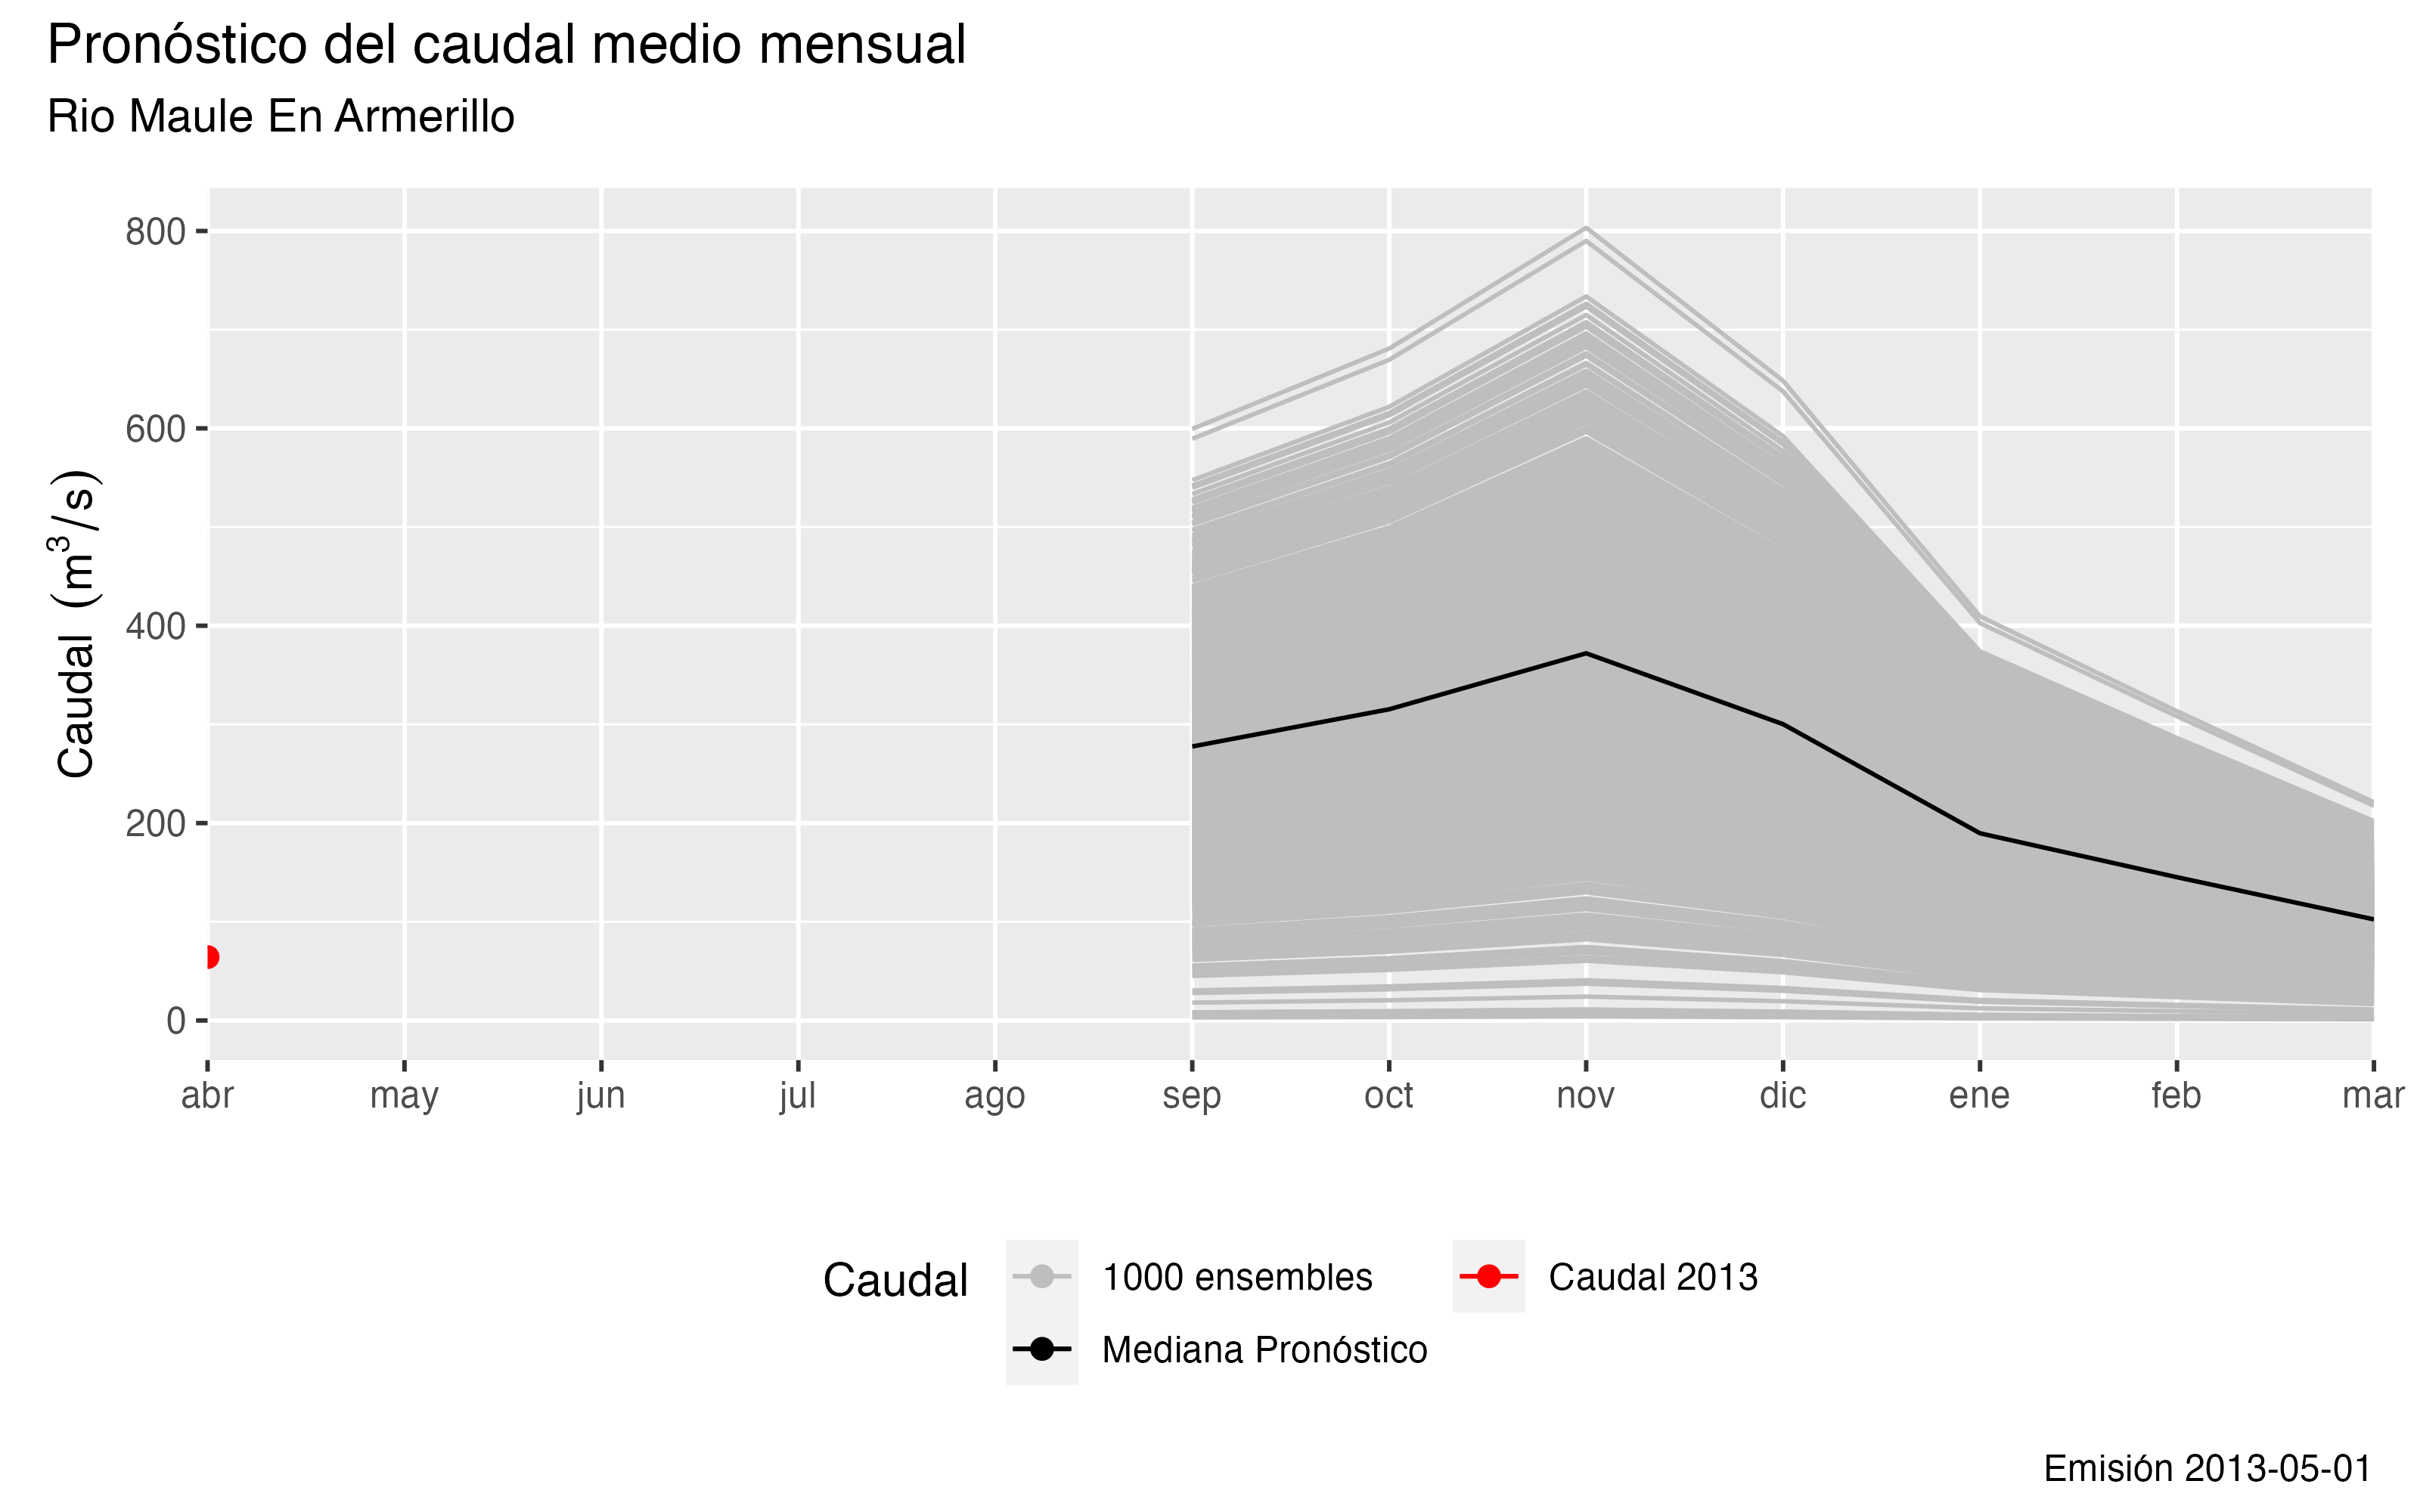 Pronóstico del caudal medio mensual
Rio Maule En Armerillo
Caudal (m³/s)
800
600
400
200
0
abr may jun jul ago sep oct nov dic ene feb mar
Caudal
1000 ensembles
Caudal 2013
Mediana Pronóstico
Emisión 2013-05-01